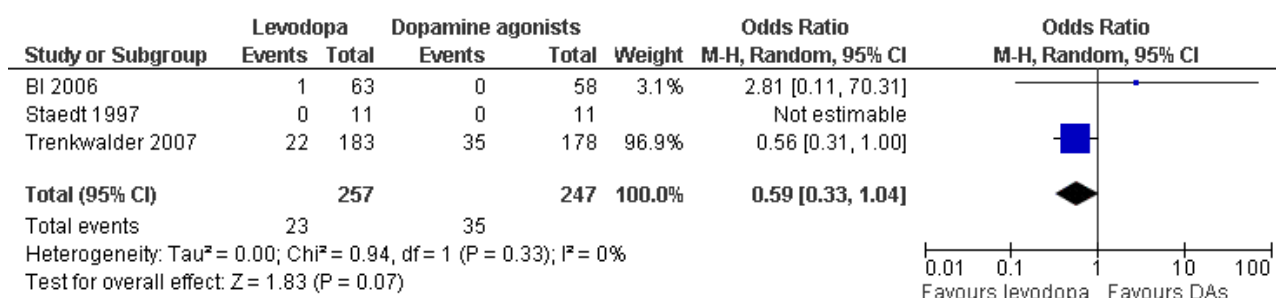 Levodopa Dopamine agonists Odds Ratio Odds Ratio
Study or Subgroup Events Total Events Total Weight M-H, Random, 95% CI M-H, Random, 95% CI
BI 2006 1 63 0 58 3.1% 2.81 [0.11, 70.31]
Staedt 1997 0 11 0 11 Not estimable
Trenkwalder 2007 22 183 35 178 96.9% 0.56 [0.31, 1.00]
Total (95% CI) 257 247 100.0% 0.59 [0.33, 1.04]
Total events 23 35
Heterogeneity: Tau² = 0.00; Chi² = 0.94, df = 1 (P = 0.33); I² = 0%
Test for overall effect: Z = 1.83 (P = 0.07)
0.01 0.1 1 10 100
Favours levodopa Favours DAs